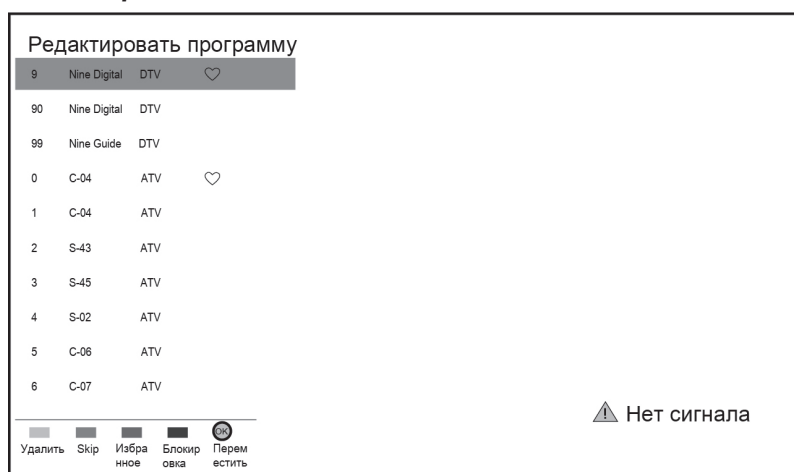 Редактировать программу
9 Nine Digital DTV
90 Nine Digital DTV
99 Nine Guide DTV
0 C-04 ATV
1 C-04 ATV
2 S-43 ATV
3 S-45 ATV
4 S-02 ATV
5 C-06 ATV
6 C-07 ATV
Нет сигнала
OK
Удалить Skip Избра Блокир Перем
нное овка естить